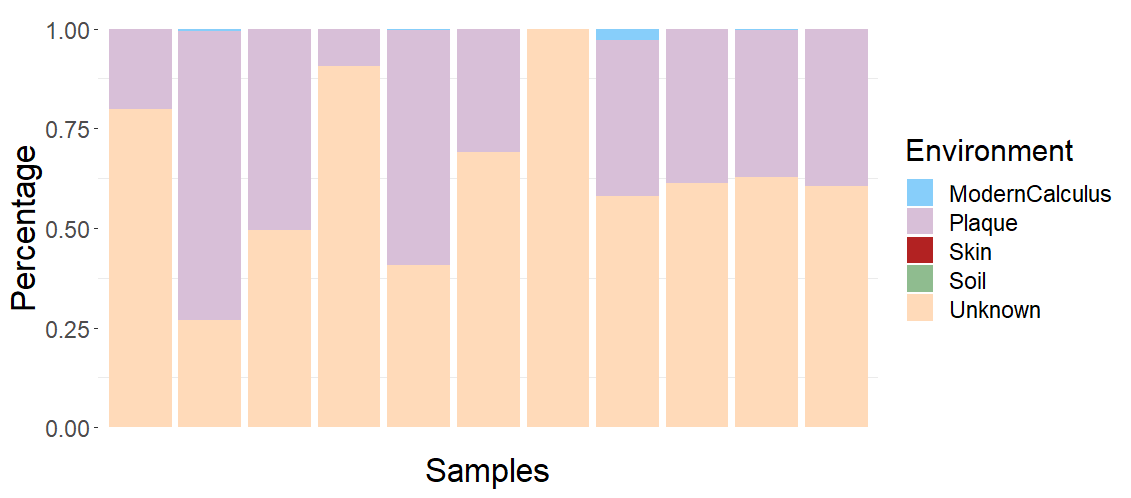 1.00
0.75
0.50
0.25
0.00
Percentage
Samples
Environment
ModernCalculus
Plaque
Skin
Soil
Unknown